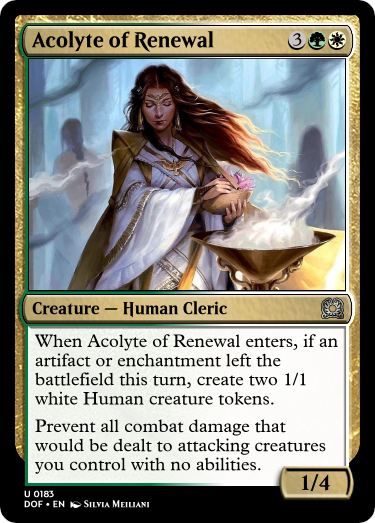 Acolyte of Renewal 3
Creature — Human Cleric
When Acolyte of Renewal enters, if an
artifact or enchantment left the
battlefield this turn, create two 1/1
white Human creature tokens.
Prevent all combat damage that
would be dealt to attacking creatures
you control with no abilities.
1/4
U 0183
DOF • EN Silvia Meiliani